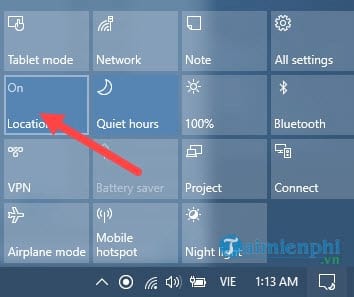 Tablet mode
Network
Note
All settings
On
Location
Quiet hours
100%
Bluetooth
VPN
Battery saver
Project
Connect
Airplane mode
Mobile
hotspot
Night light
Taimienphi
.vn
VIE
1:13 AM